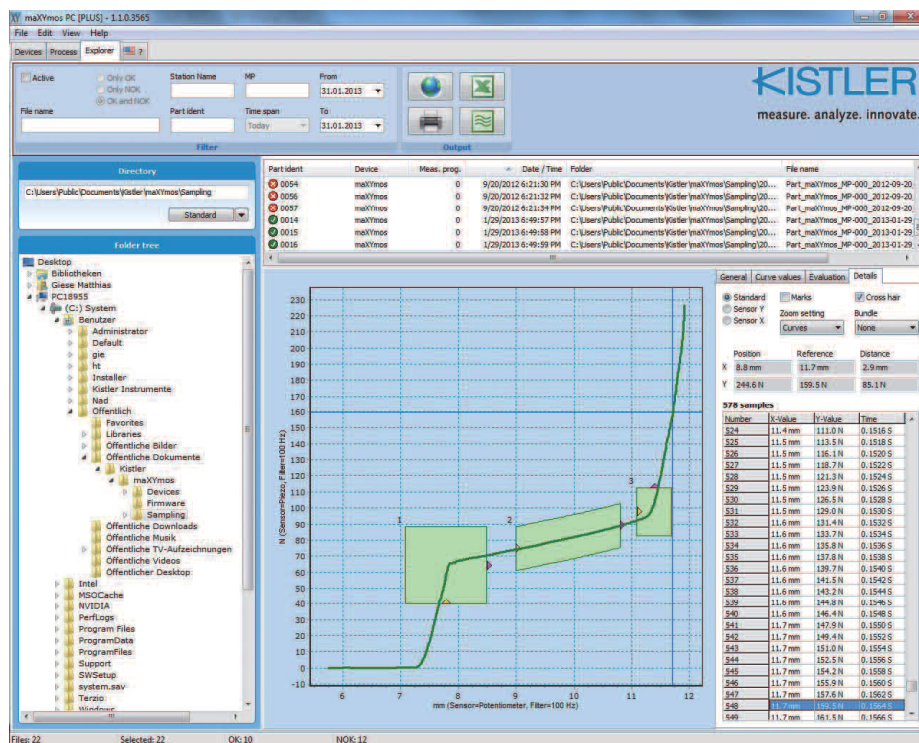 maXYmos PC [PLUS] - 1.1.0.3565
File Edit View Help
Devices Process Explorer ?
Active
Only OK
Only NOK
OK and NOK
Station Name
MP
From
31.01.2013
File name
Part ident
Time span
Today
To
31.01.2013
Filter
Output
KISTLER
measure. analyze. innovate.
Directory
C:\Users\Public\Documents\Kistler\maXYmos\Sampling
Standard
Folder tree
Desktop
Bibliotheken
Giese Matthias
PC18955
(C:) System
Benutzer
Administrator
Default
gie
ht
Installer
Kistler Instrumente
Nad
Öffentlich
Favorites
Libraries
Öffentliche Bilder
Öffentliche Dokumente
Kistler
maXYmos
Devices
Firmware
Sampling
Öffentliche Downloads
Öffentliche Musik
Öffentliche TV-Aufzeichnungen
Öffentliche Videos
Öffentlicher Desktop
Intel
MSOCache
NVIDIA
PerfLogs
Program Files
ProgramData
ProgramFiles
Support
SWSetup
system.sav
Terzio
Windows
Part ident Device Meas. prog. Date / Time Folder File name
0054 maXYmos 0 9/20/2012 6:21:30 PM C:\Users\Public\Documents\Kistler\maXYmos\Sampling\20... Part_maXYmos_MP-000_2012-09-20_
0056 maXYmos 0 9/20/2012 6:21:32 PM C:\Users\Public\Documents\Kistler\maXYmos\Sampling\20... Part_maXYmos_MP-000_2012-09-20_
0057 maXYmos 0 9/20/2012 6:21:34 PM C:\Users\Public\Documents\Kistler\maXYmos\Sampling\20... Part_maXYmos_MP-000_2012-09-20_
0014 maXYmos 0 1/29/2013 6:49:57 PM C:\Users\Public\Documents\Kistler\maXYmos\Sampling\20... Part_maXYmos_MP-000_2013-01-29_
0015 maXYmos 0 1/29/2013 6:49:58 PM C:\Users\Public\Documents\Kistler\maXYmos\Sampling\20... Part_maXYmos_MP-000_2013-01-29_
0016 maXYmos 0 1/29/2013 6:49:59 PM C:\Users\Public\Documents\Kistler\maXYmos\Sampling\20... Part_maXYmos_MP-000_2013-01-29_
N (Sensor=Piezo, Filter=100 Hz)
230
220
210
200
190
180
170
160
150
140
130
120
110
100
90
80
70
60
50
40
30
20
10
0
-10
1
2
3
6 7 8 9 10 11 12
mm (Sensor=Potentiometer, Filter=100 Hz)
General Curve values Evaluation Details
Standard
Sensor Y
Sensor X
Marks
Cross hair
Zoom setting
Curves
Bundle
None
Position Reference Distance
X 8.8 mm 11.7 mm 2.9 mm
Y 244.6 N 159.5 N 85.1 N
578 samples
Number X-Value Y-Value Time
524 11.4 mm 111.0 N 0.1516 S
525 11.5 mm 113.5 N 0.1518 S
526 11.5 mm 116.1 N 0.1520 S
527 11.5 mm 118.7 N 0.1522 S
528 11.5 mm 121.3 N 0.1524 S
529 11.5 mm 123.9 N 0.1526 S
530 11.5 mm 126.5 N 0.1528 S
531 11.5 mm 129.0 N 0.1530 S
532 11.6 mm 131.4 N 0.1532 S
533 11.6 mm 133.7 N 0.1534 S
534 11.6 mm 135.8 N 0.1536 S
535 11.6 mm 137.8 N 0.1538 S
536 11.6 mm 139.7 N 0.1540 S
537 11.6 mm 141.5 N 0.1542 S
538 11.6 mm 143.2 N 0.1544 S
539 11.6 mm 144.8 N 0.1546 S
540 11.6 mm 146.4 N 0.1548 S
541 11.7 mm 147.9 N 0.1550 S
542 11.7 mm 149.4 N 0.1552 S
543 11.7 mm 151.0 N 0.1554 S
544 11.7 mm 152.5 N 0.1556 S
545 11.7 mm 154.2 N 0.1558 S
546 11.7 mm 155.9 N 0.1560 S
547 11.7 mm 157.6 N 0.1562 S
548 11.7 mm 159.5 N 0.1564 S
549 11.7 mm 161.5 N 0.1566 S
Files: 22 Selected: 22 OK: 10 NOK: 12